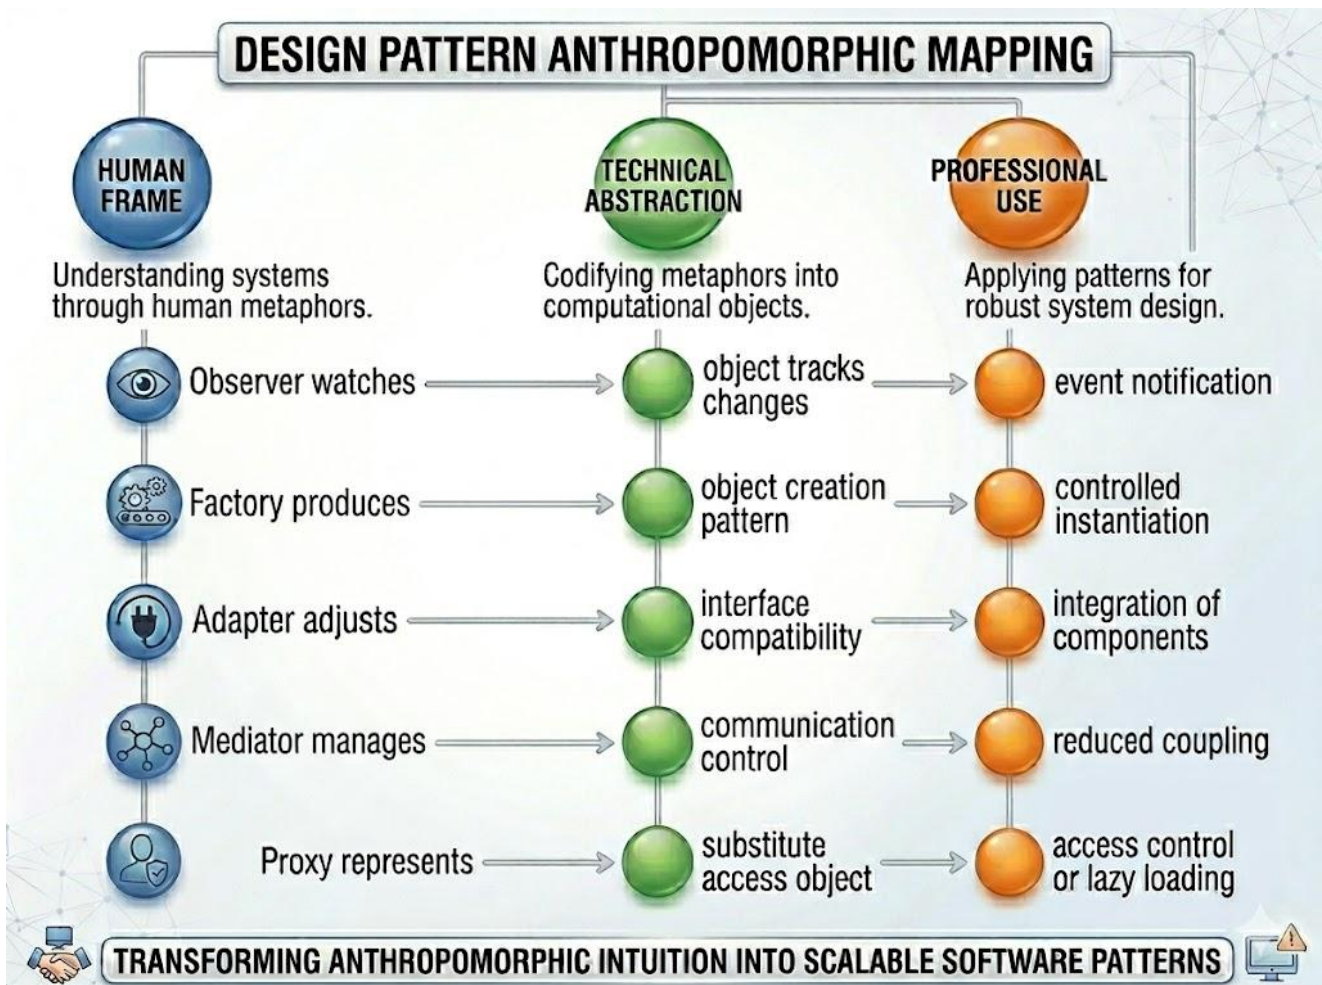 DESIGN PATTERN ANTHROPOMORPHIC MAPPING
HUMAN
FRAME
Understanding systems
through human metaphors.
TECHNICAL
ABSTRACTION
Codifying metaphors into
computational objects.
PROFESSIONAL
USE
Applying patterns for
robust system design.
Observer watches
object tracks
changes
event notification
Factory produces
object creation
pattern
controlled
instantiation
Adapter adjusts
interface
compatibility
integration of
components
Mediator manages
communication
control
reduced coupling
Proxy represents
substitute
access object
access control
or lazy loading
TRANSFORMING ANTHROPOMORPHIC INTUITION INTO SCALABLE SOFTWARE PATTERNS